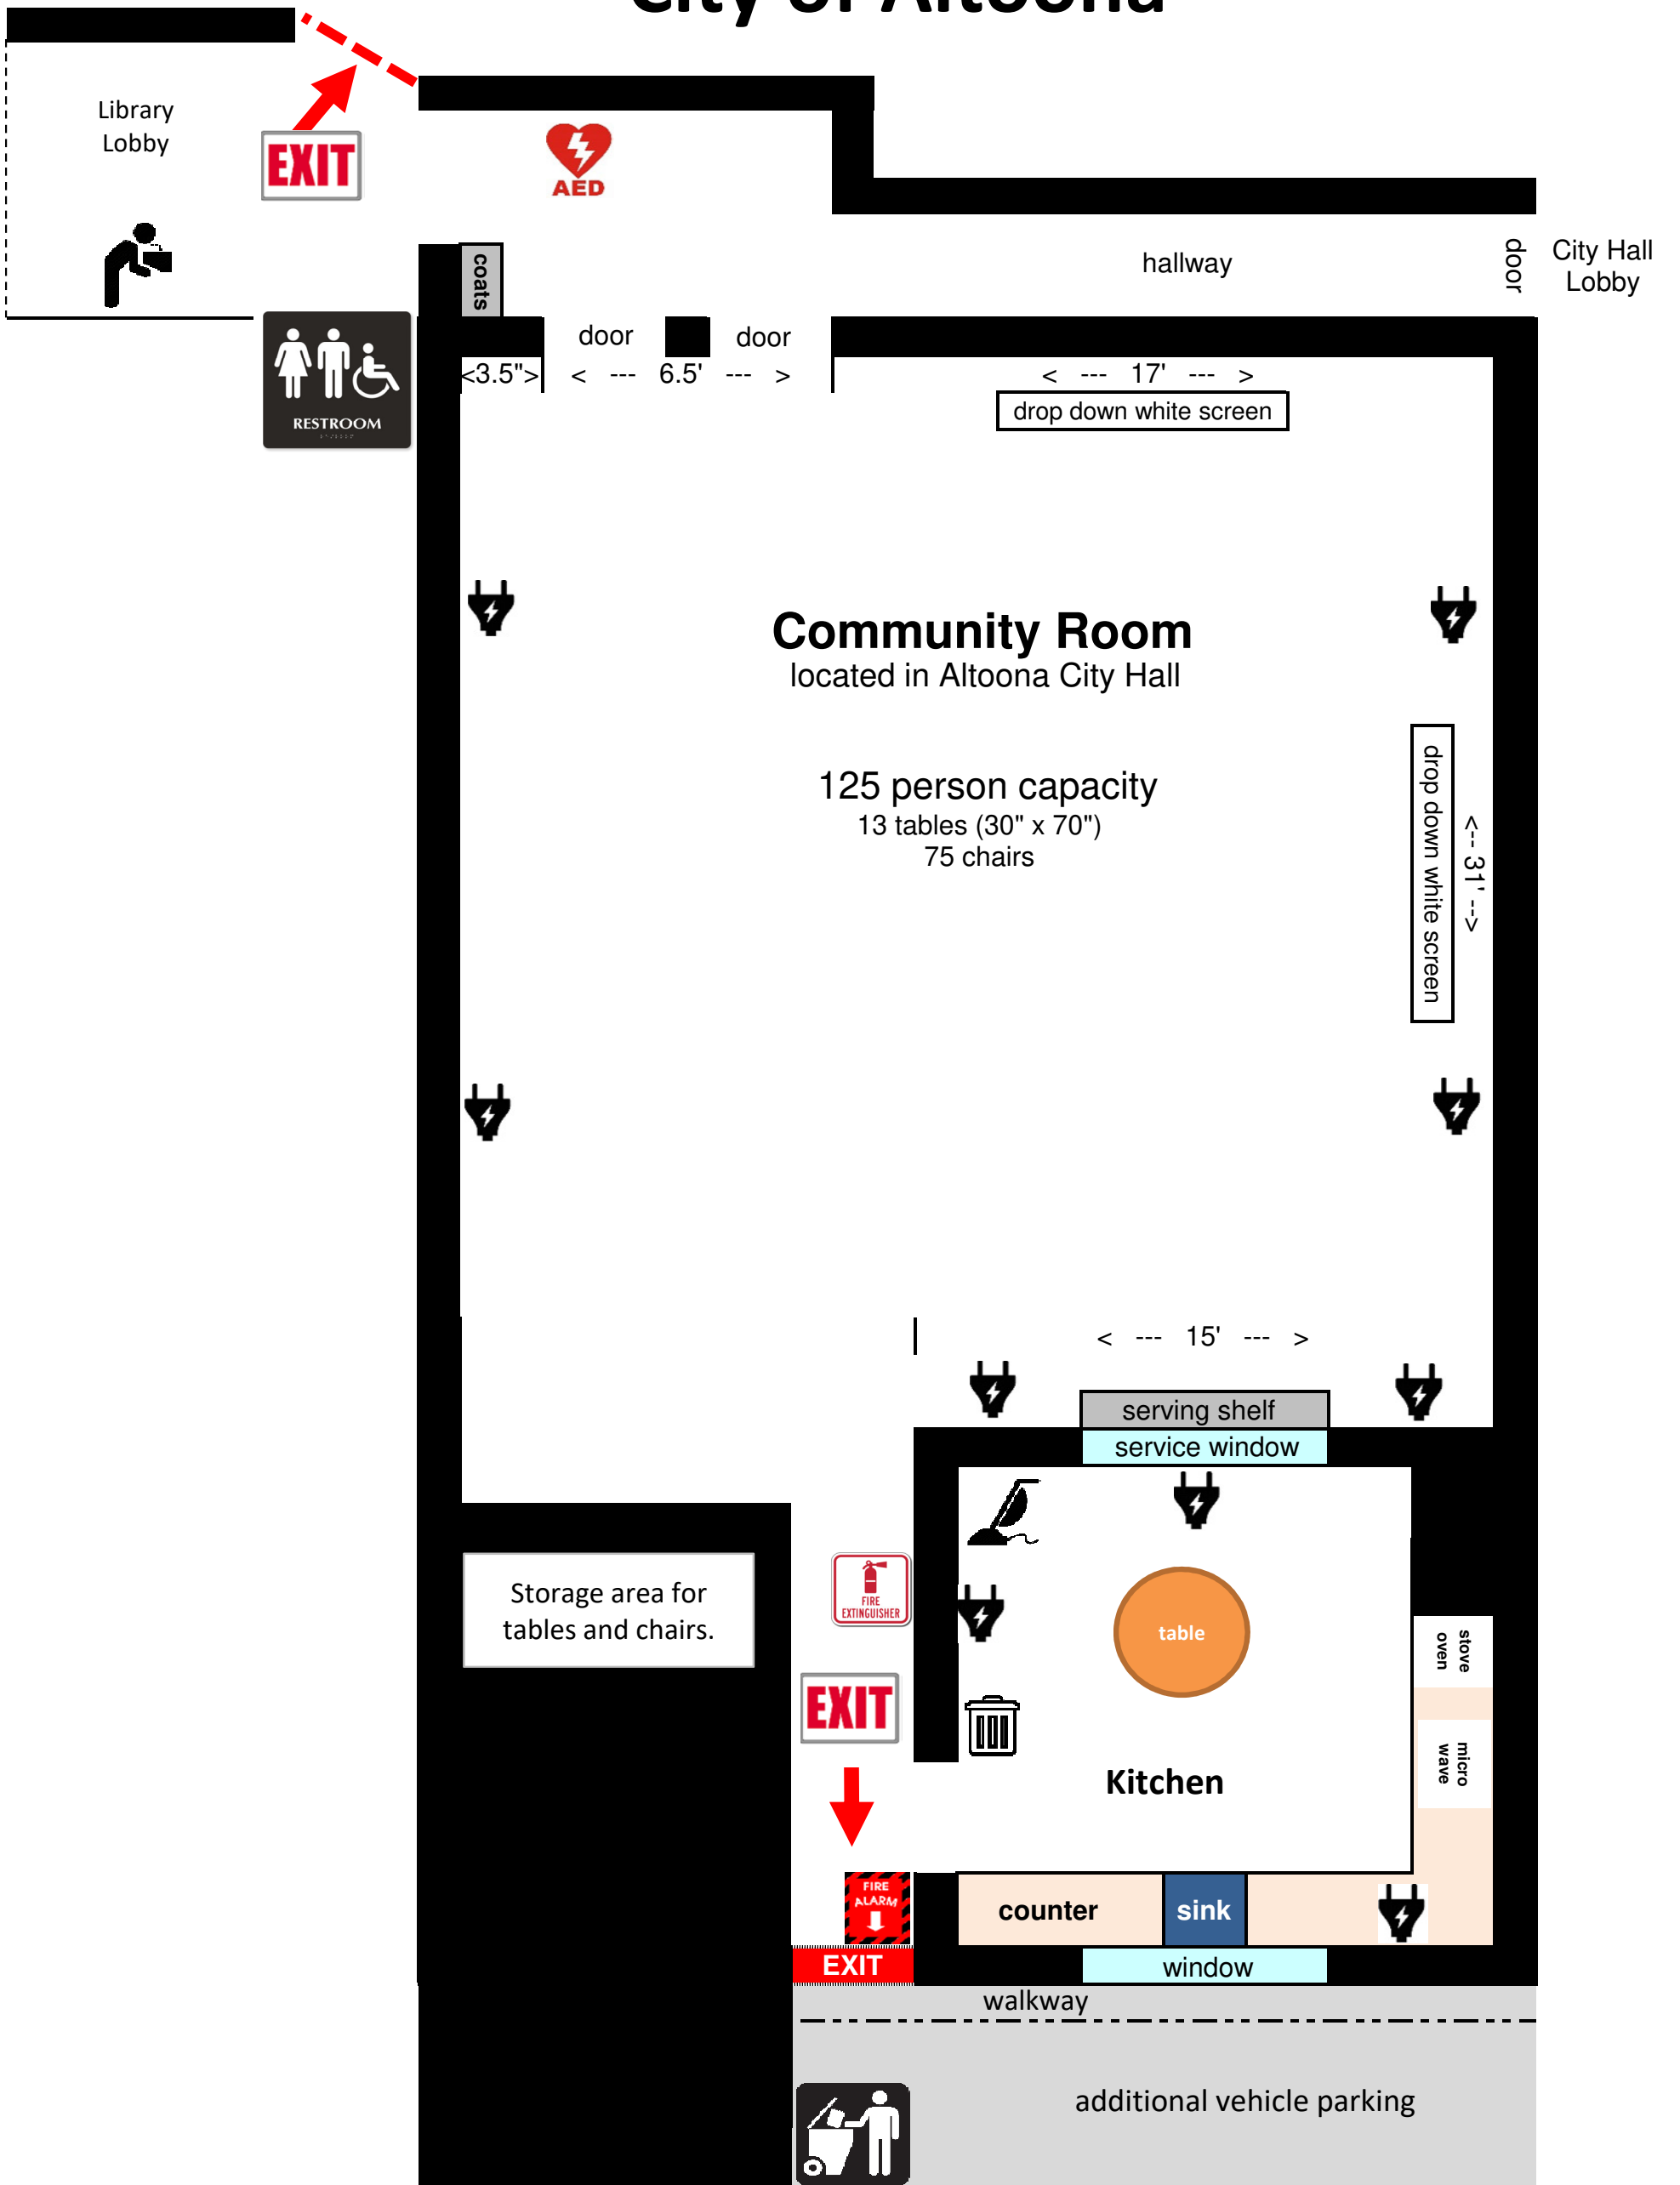 City of Altoona
Library
Lobby
EXIT
AED
coats
hallway
door
City Hall
Lobby
door
door
RESTROOM
<3.5">
< --- 6.5' --- >
< --- 17' --- >
drop down white screen
Community Room
located in Altoona City Hall
125 person capacity
13 tables (30" x 70")
75 chairs
drop down white screen
<-- 31' -->
< --- 15' --- >
serving shelf
service window
Storage area for
tables and chairs.
FIRE
EXTINGUISHER
table
stove
oven
EXIT
micro
wave
Kitchen
FIRE
ALARM
counter
sink
EXIT
window
walkway
additional vehicle parking